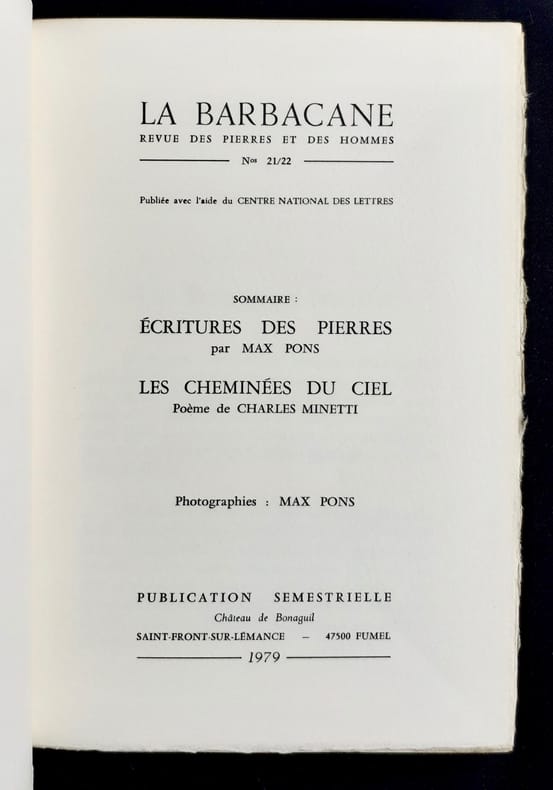 LA BARBACANE
REVUE DES PIERRES ET DES HOMMES
Nos 21/22
Publiée avec l'aide du CENTRE NATIONAL DES LETTRES
SOMMAIRE :
ÉCRITURES DES PIERRES
par MAX PONS
LES CHEMINÉES DU CIEL
Poème de CHARLES MINETTI
Photographies : MAX PONS
PUBLICATION SEMESTRIELLE
Château de Bonaguil
SAINT-FRONT-SUR-LÉMANCE — 47500 FUMEL
1979